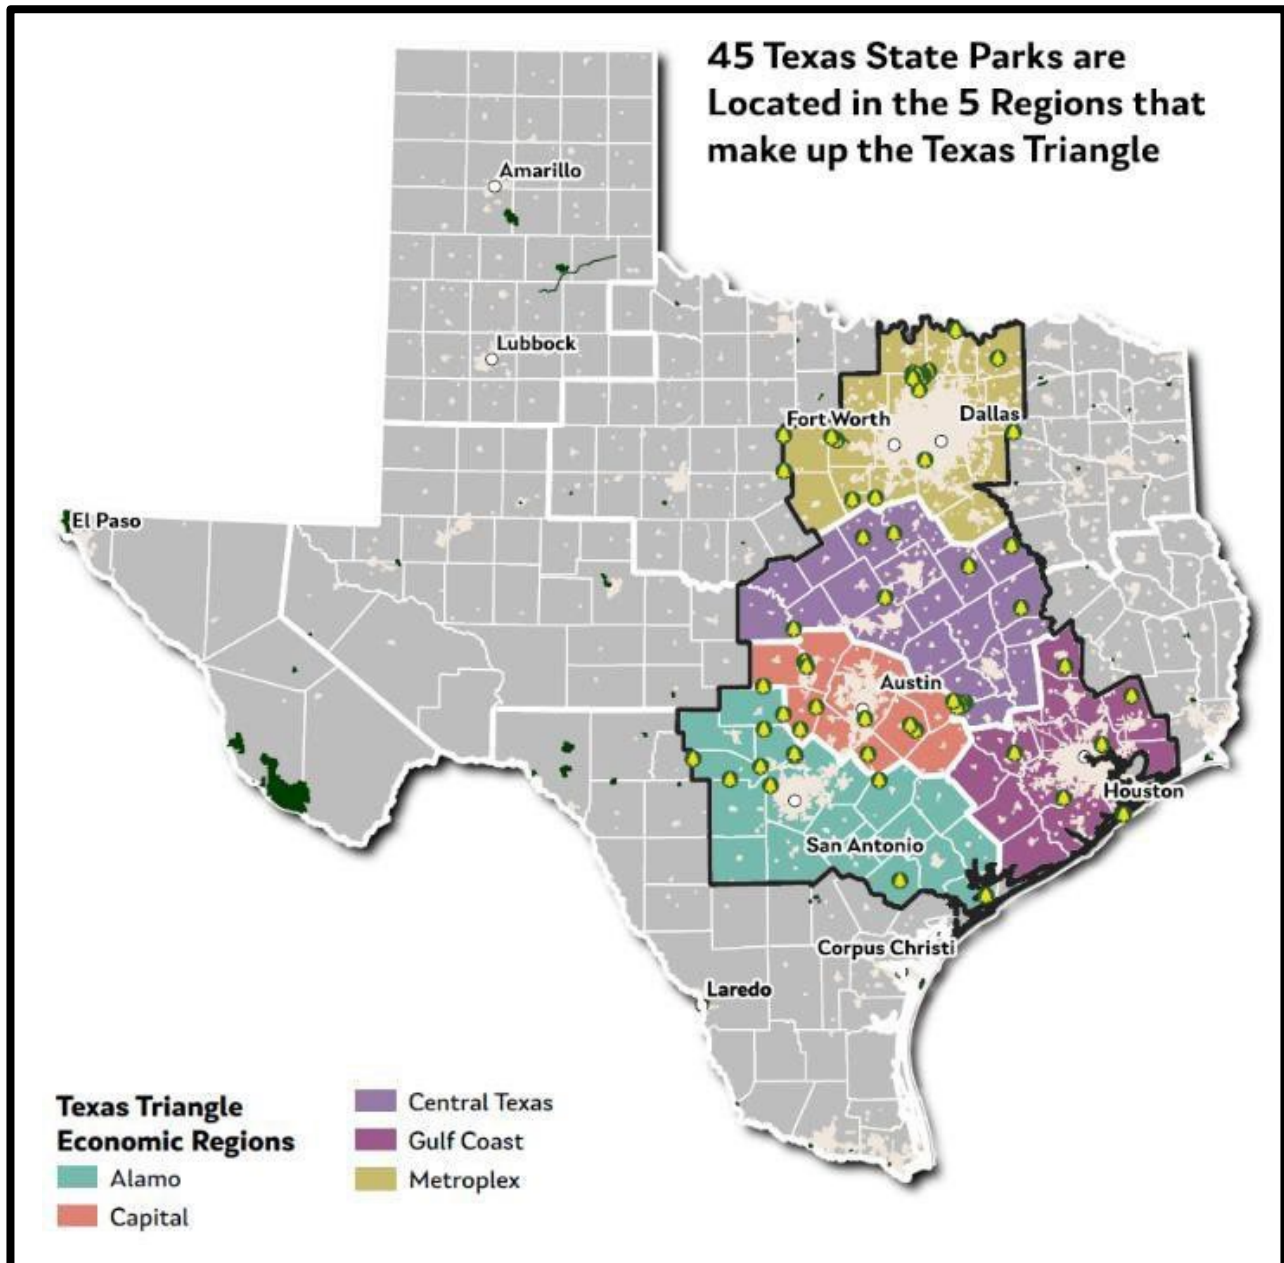 45 Texas State Parks are
Located in the 5 Regions that
make up the Texas Triangle
Amarillo
Lubbock
Fort Worth
Dallas
El Paso
Austin
Houston
San Antonio
Corpus Christi
Laredo
Texas Triangle
Economic Regions
Alamo
Capital
Central Texas
Gulf Coast
Metroplex